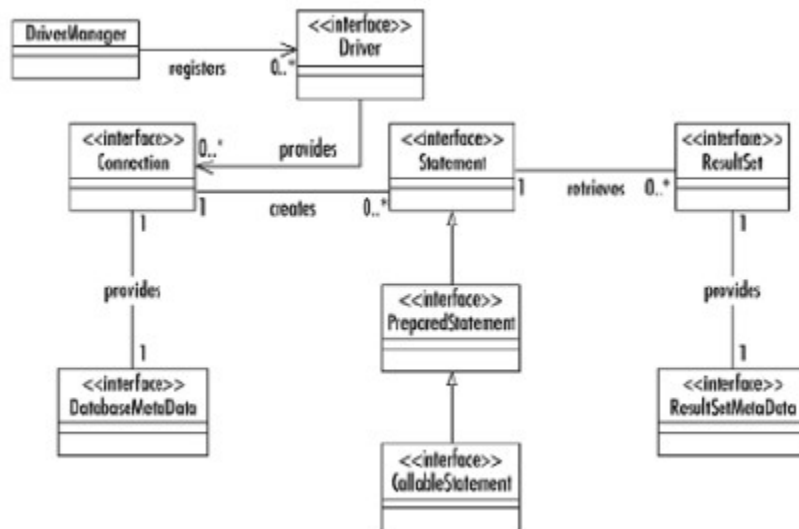 DriverManager
registers
0..*
<<interface>>
Driver
<<interface>>
Connection
0..*
provides
<<interface>>
Statement
<<interface>>
ResultSet
1
creates
0..*
1
retrieves
0..*
1
provides
1
<<interface>>
DatabaseMetaData
<<interface>>
PreparedStatement
<<interface>>
CallableStatement
1
provides
1
<<interface>>
ResultSetMetaData